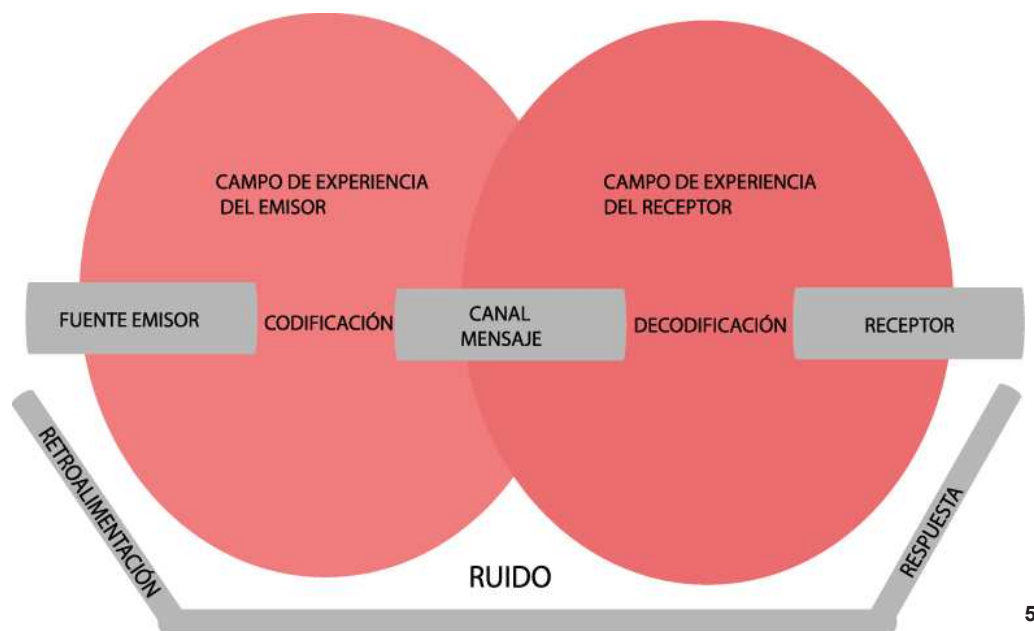 CAMPO DE EXPERIENCIA
DEL EMISOR
CAMPO DE EXPERIENCIA
DEL RECEPTOR
FUENTE EMISOR
CODIFICACIÓN
CANAL
MENSAJE
DECODIFICACIÓN
RECEPTOR
RETROALIMENTACIÓN
RUIDO
RESPUESTA
5